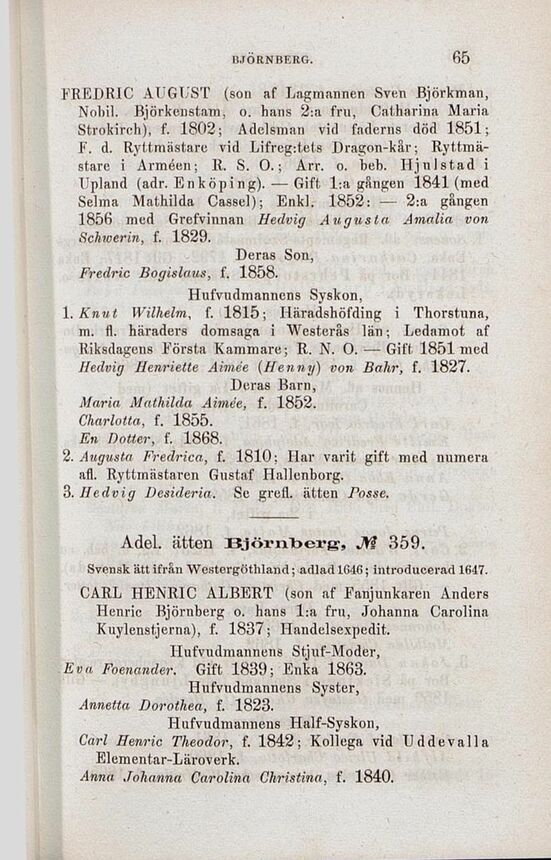 BJÖRNBERG. 65
FREDRIC AUGUST (son af Lagmannen Sven Björkman,
Nobil. Björkenstam, o. hans 2:a fru, Catharina Maria
Strokirch), f. 1802; Adelsman vid faderns död 1851;
F. d. Ryttmästare vid Lifreg:tets Dragon-kår; Ryttmä-
stare i Arméen; R. S. O.; Arr. o. beb. Hjulstad i
Upland (adr. Enköping). — Gift 1:a gången 1841 (med
Selma Mathilda Cassel); Enkl. 1852: — 2:a gången
1856 med Grefvinnan Hedvig Augusta Amalia von
Schwerin, f. 1829.
Deras Son,
Fredric Bogislaus, f. 1858.
Hufvudmannens Syskon,
1. Knut Wilhelm, f. 1815; Häradshöfding i Thorstuna,
m. fl. häraders domsaga i Westerås län; Ledamot af
Riksdagens Första Kammare; R. N. O. — Gift 1851 med
Hedvig Henriette Aimée (Henny) von Bahr, f. 1827.
Deras Barn,
Maria Mathilda Aimée, f. 1852.
Charlotta, f. 1855.
En Dotter, f. 1868.
2. Augusta Fredrica, f. 1810; Har varit gift med numera
afl. Ryttmästaren Gustaf Hallenborg.
3. Hedvig Desideria. Se grefl. ätten Posse.
Adel. ätten Björnberg, № 359.
Svensk ätt ifrån Westergöthland; adlad 1646; introducerad 1647.
CARL HENRIC ALBERT (son af Fanjunkaren Anders
Henric Björnberg o. hans 1:a fru, Johanna Carolina
Kuylenstjerna), f. 1837; Handelsexpedit.
Hufvudmannens Stjuf-Moder,
Eva Foenander. Gift 1839; Enka 1863.
Hufvudmannens Syster,
Annetta Dorothea, f. 1823.
Hufvudmannens Half-Syskon,
Carl Henric Theodor, f. 1842; Kollega vid Uddevalla
Elementar-Läroverk.
Anna Johanna Carolina Christina, f. 1840.